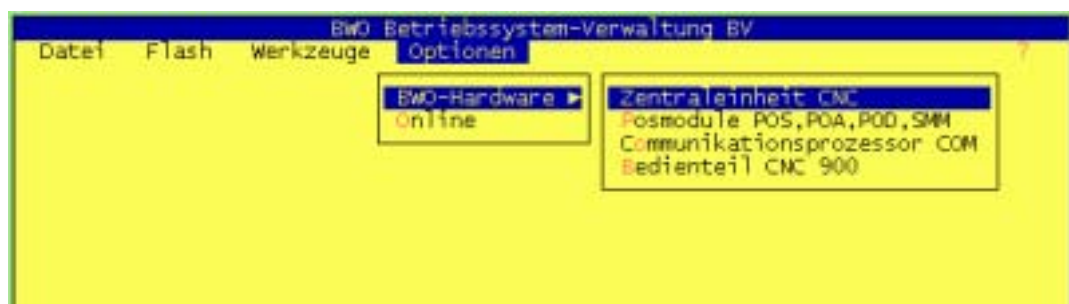 BWO Betriebssystem-Verwaltung BV
Datei Flash Werkzeuge Optionen ?
BWO-Hardware ► Zentraleinheit CNC
Online Posmodule POS,POA,POD,SMM
Communikationsprozessor COM
Bedienteil CNC 900